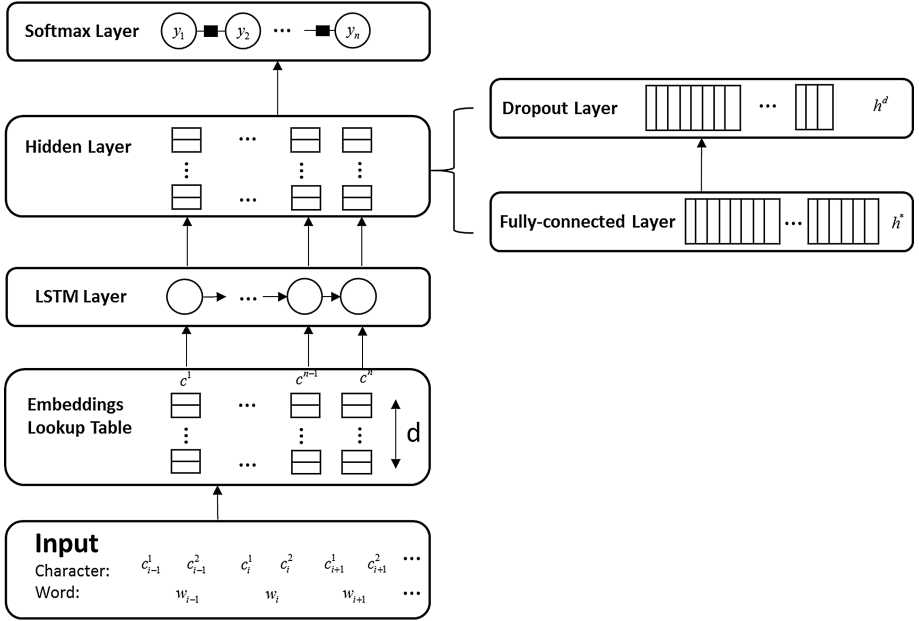 Softmax Layer y₁ y₂ ··· yₙ
Hidden Layer ···
···
Dropout Layer ··· hᵈ
Fully-connected Layer ··· h*
LSTM Layer ···
c¹ cⁿ⁻¹ cⁿ
Embeddings
Lookup Table
···
···
d
Input
Character: c¹ᵢ₋₁ c²ᵢ₋₁ c¹ᵢ c²ᵢ c¹ᵢ₊₁ c²ᵢ₊₁ ···
Word: wᵢ₋₁ wᵢ wᵢ₊₁ ···